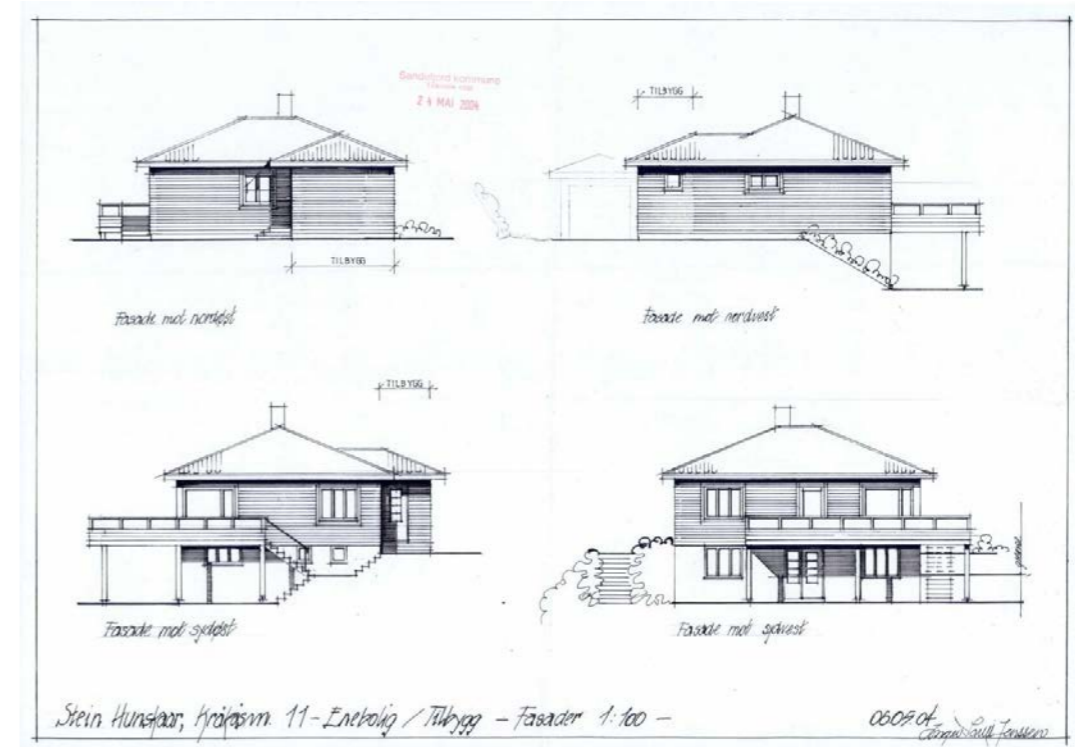 Sandefjord kommune
24 MAI 2004
TILBYGG
TILBYGG
Fasade mot nordøst
Fasade mot nordvest
TILBYGG
Fasade mot sydøst
Fasade mot sydvest
Stein Hunskaar, Kråkåsvn. 11 - Enebolig / Tilbygg - Fasader 1:100 -
06.05.04